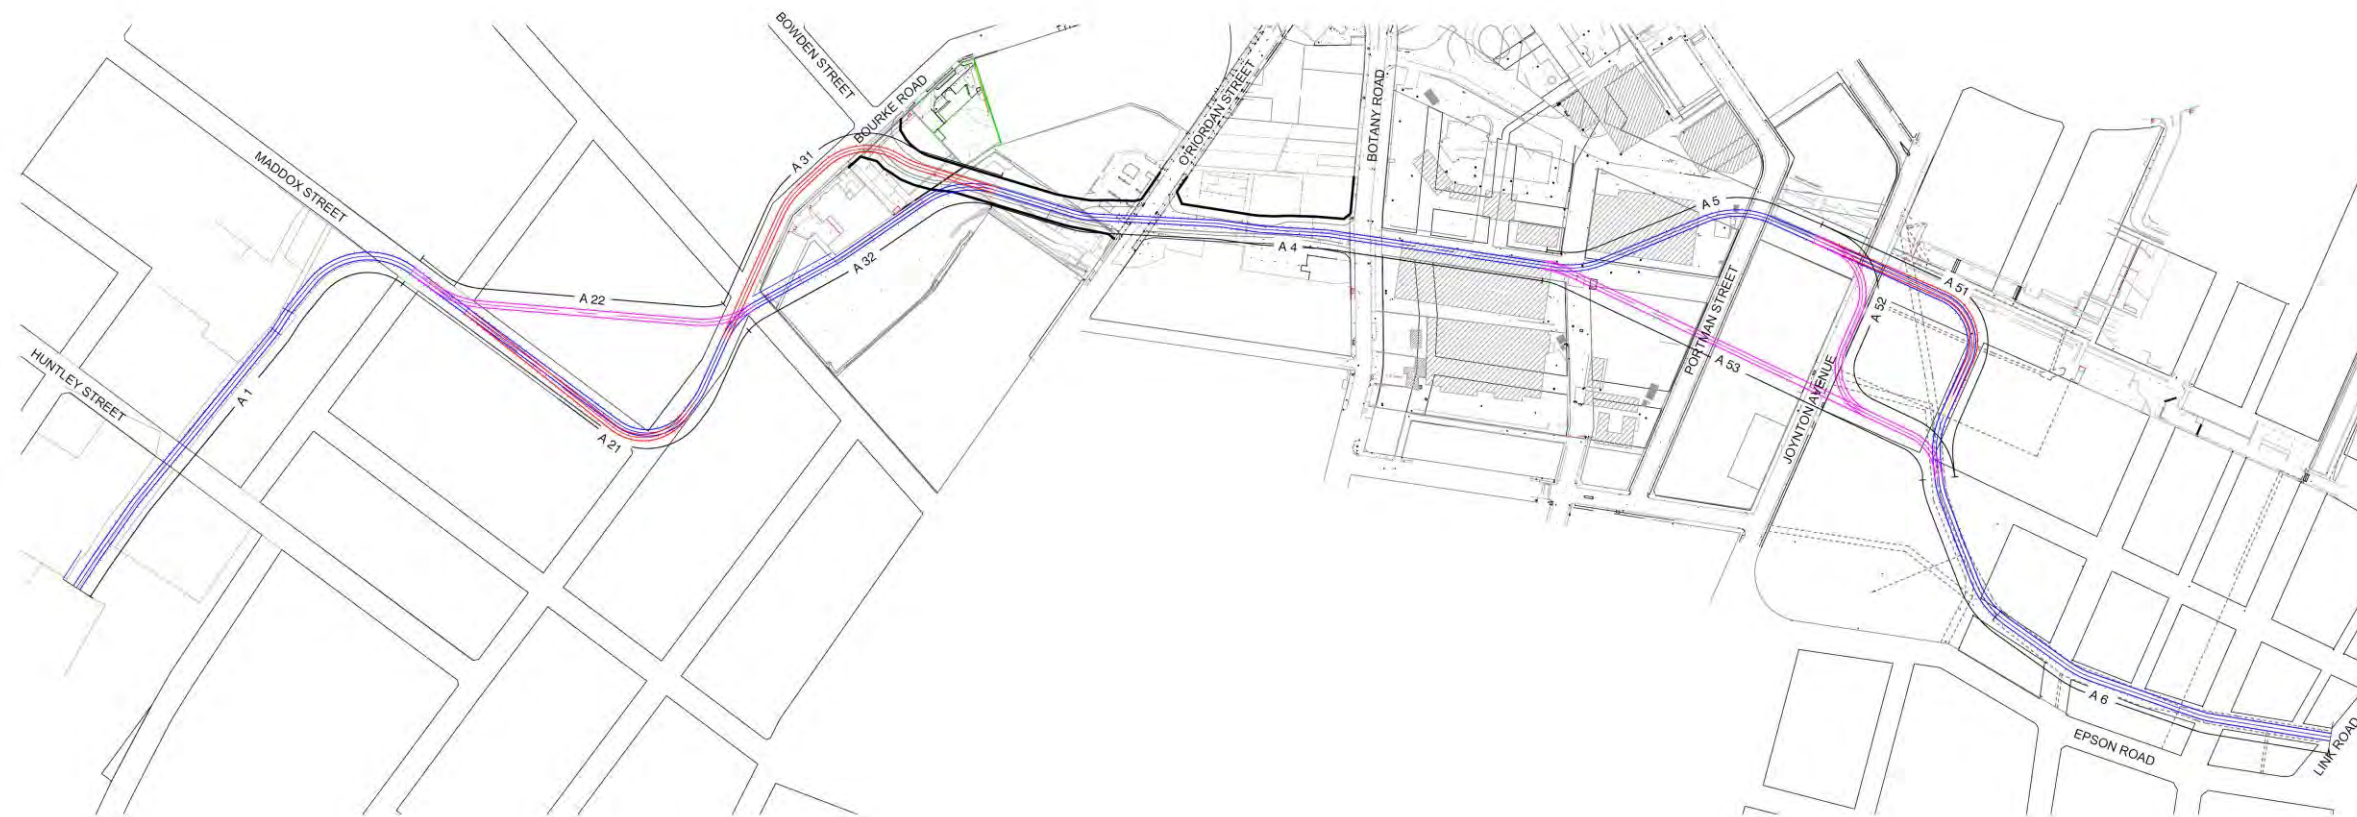 BOWDEN STREET
BOURKE ROAD
O'RIORDAN STREET
BOTANY ROAD
MADDOX STREET
A 31
A 5
A 32
A 4
A 22
A 51
A 52
HUNTLEY STREET
A 1
PORTMAN STREET
A 53
JOYNTON AVENUE
A 21
A 6
EPSON ROAD
LINK ROAD